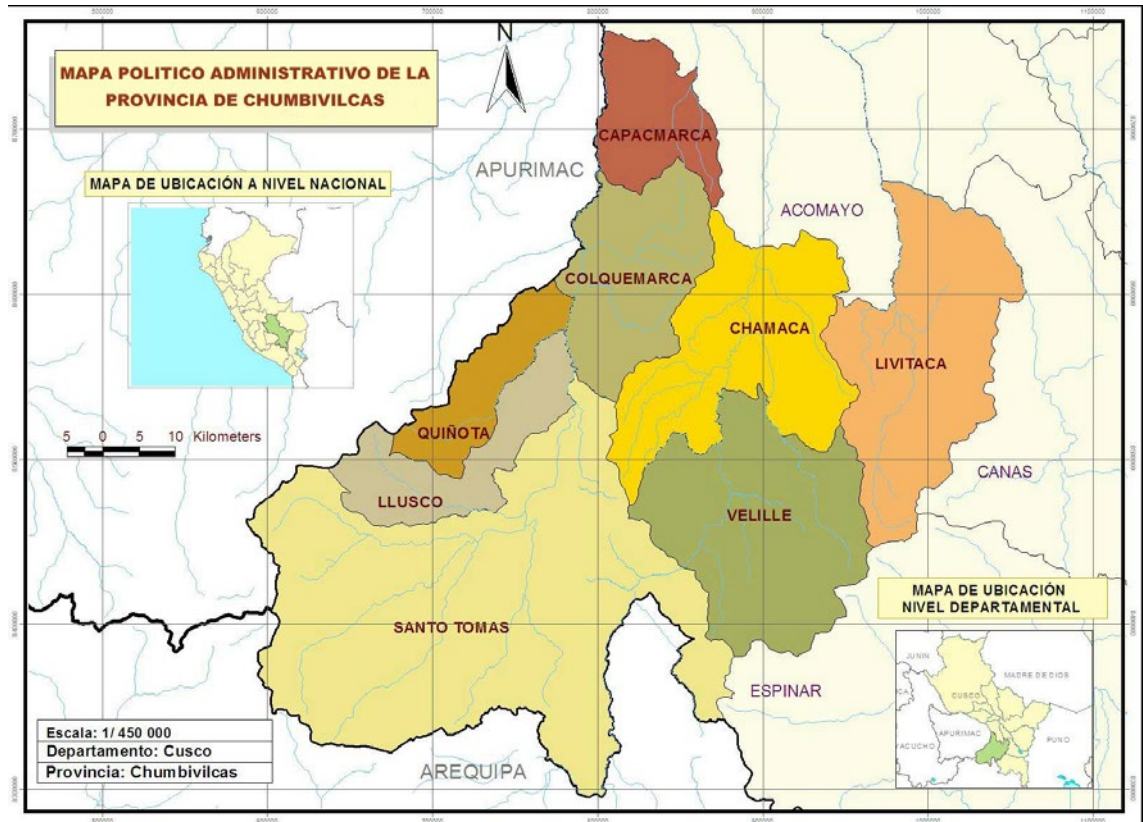 MAPA POLITICO ADMINISTRATIVO DE LA
PROVINCIA DE CHUMBIVILCAS
N
CAPACMARCA
APURIMAC
MAPA DE UBICACIÓN A NIVEL NACIONAL
ACOMAYO
COLQUEMARCA
CHAMACA
LIVITACA
QUIÑOTA
5 0 5 10 Kilometers
LLUSCO
CANAS
VELILLE
MAPA DE UBICACIÓN
NIVEL DEPARTAMENTAL
SANTO TOMAS
JUNIN
MADRE DE DIOS
CUSCO
ESPINAR
APURIMAC
PUNO
YACUCHO
Escala: 1/ 450 000
Departamento: Cusco
Provincia: Chumbivilcas
AREQUIPA